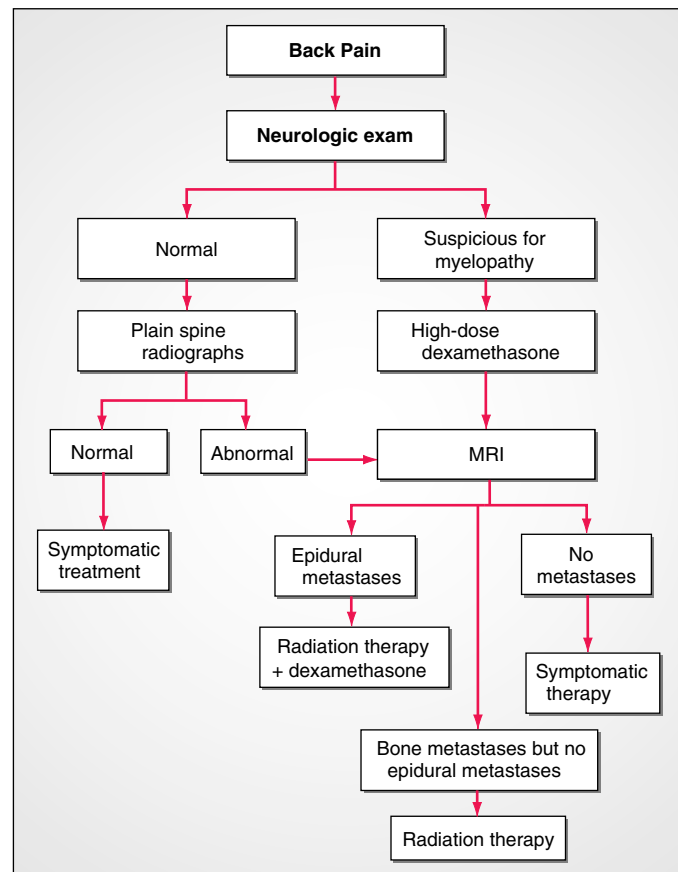 Back Pain
Neurologic exam
Normal
Suspicious for
myelopathy
Plain spine
radiographs
High-dose
dexamethasone
Normal
Abnormal
MRI
Symptomatic
treatment
Epidural
metastases
No
metastases
Radiation therapy
+ dexamethasone
Symptomatic
therapy
Bone metastases but no
epidural metastases
Radiation therapy